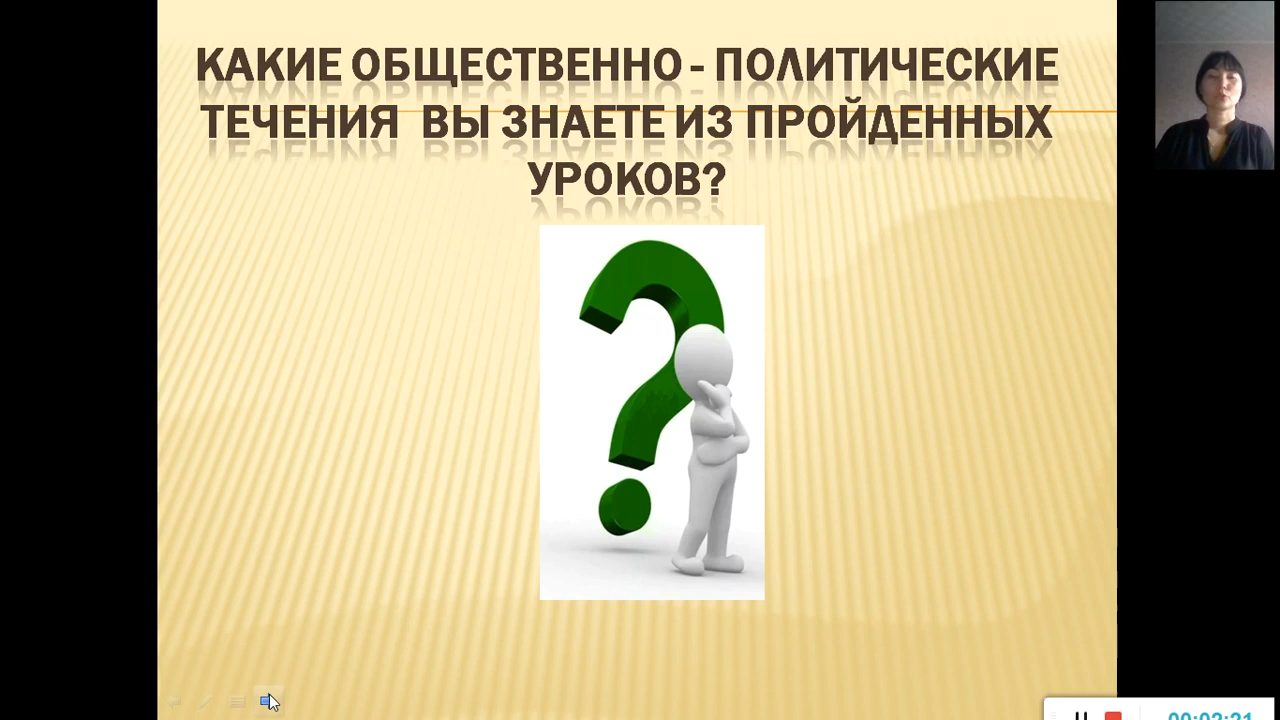 КАКИЕ ОБЩЕСТВЕННО - ПОЛИТИЧЕСКИЕ
ТЕЧЕНИЯ ВЫ ЗНАЕТЕ ИЗ ПРОЙДЕННЫХ
УРОКОВ?